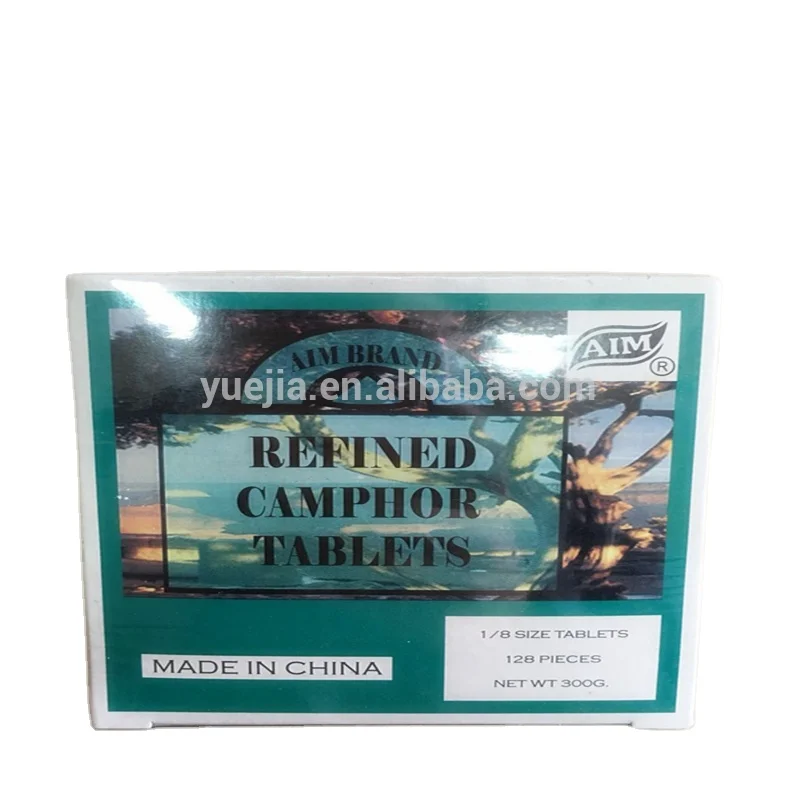 AIM BRAND
AIM
®
yuejia.en.alibaba.com
REFINED
CAMPHOR
TABLETS
1/8 SIZE TABLETS
128 PIECES
NET WT 300G.
MADE IN CHINA